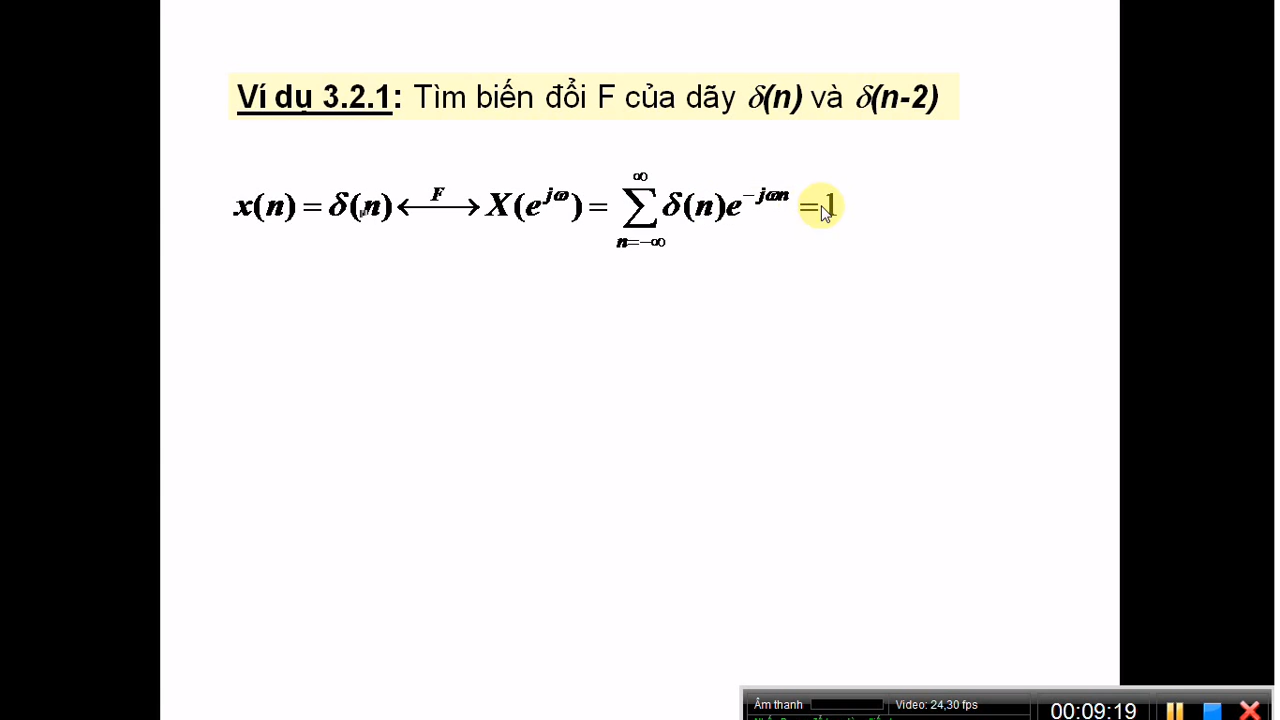 Ví dụ 3.2.1: Tìm biến đổi F của dãy δ(n) và δ(n-2)
x(n) = δ(n) ←F→ X(e^{jω}) = ∑_{n=-∞}^{∞} δ(n)e^{-jωn} = 1
Âm thanh Video: 24,30 fps
00:09:19